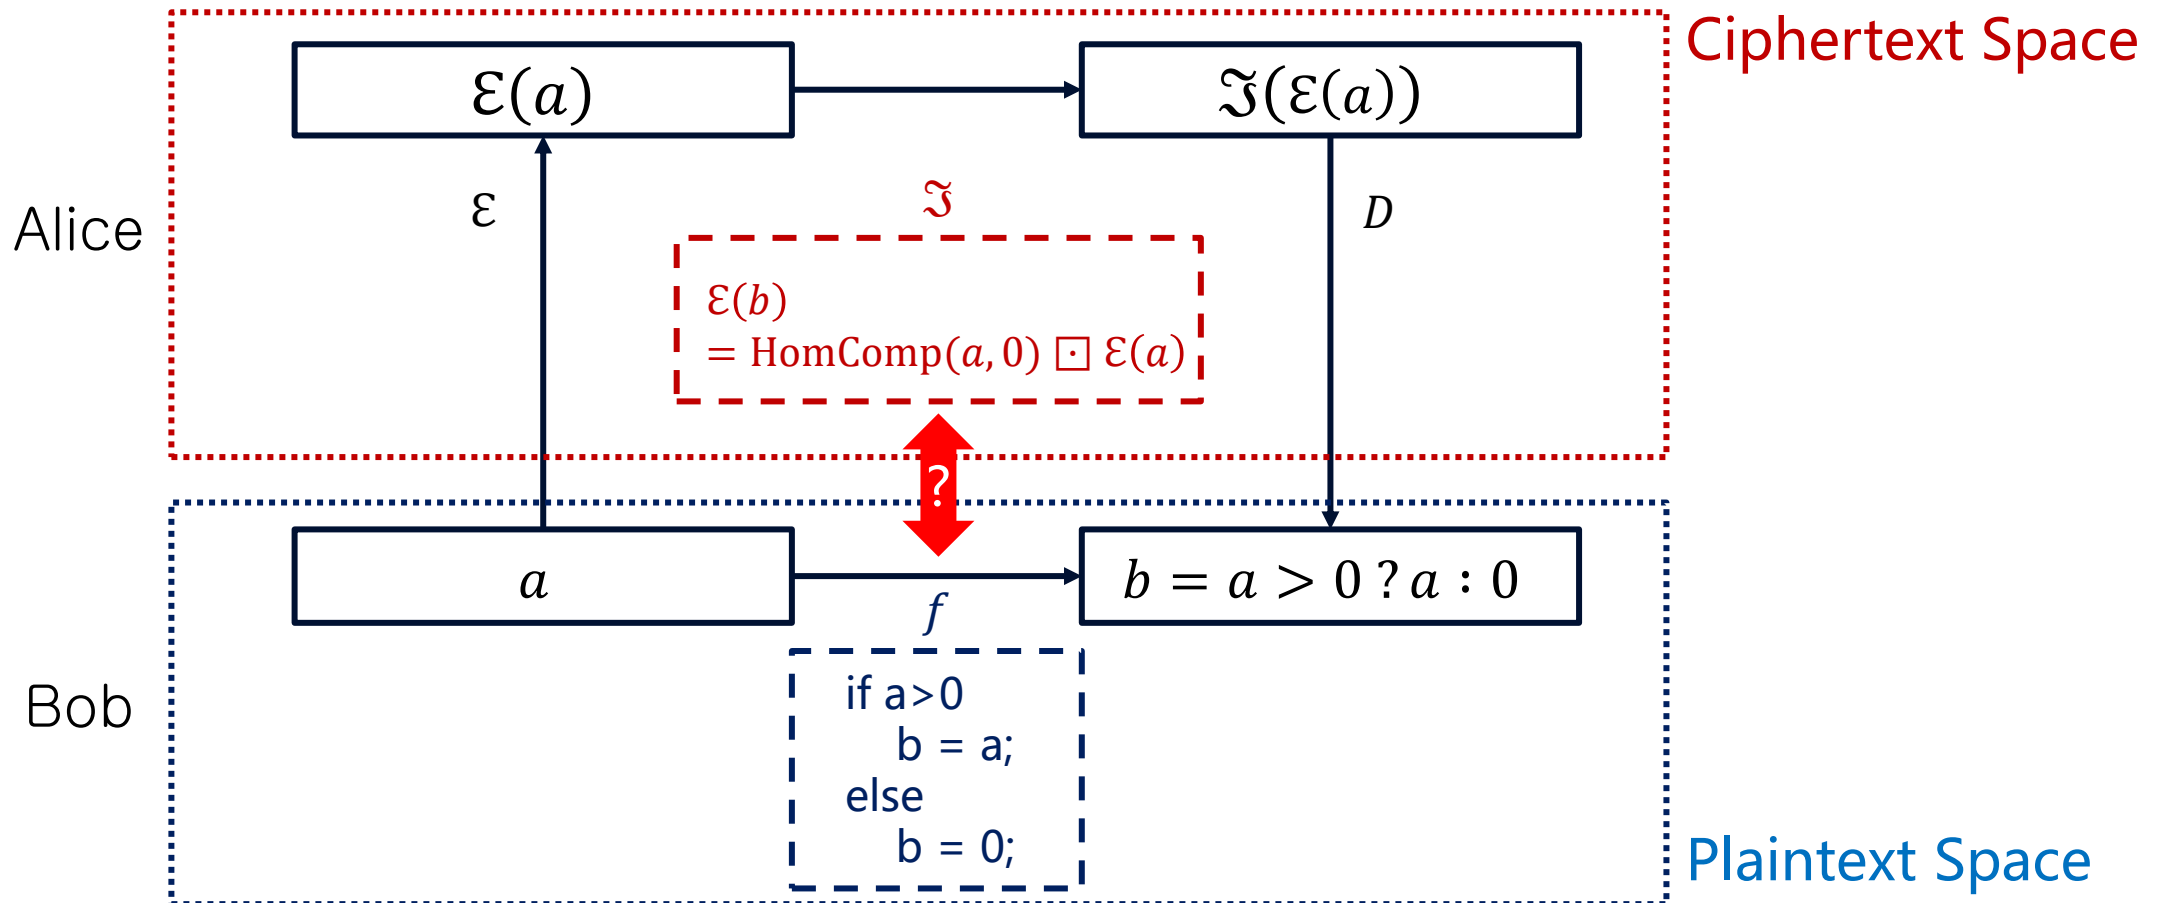 Ciphertext Space
ℇ(a)
ℑ(ℇ(a))
Alice
ℇ
ℑ
D
ℇ(b)
= HomComp(a, 0) ⊡ ℇ(a)
?
a
b = a > 0 ? a : 0
f
Bob
if a>0
b = a;
else
b = 0;
Plaintext Space